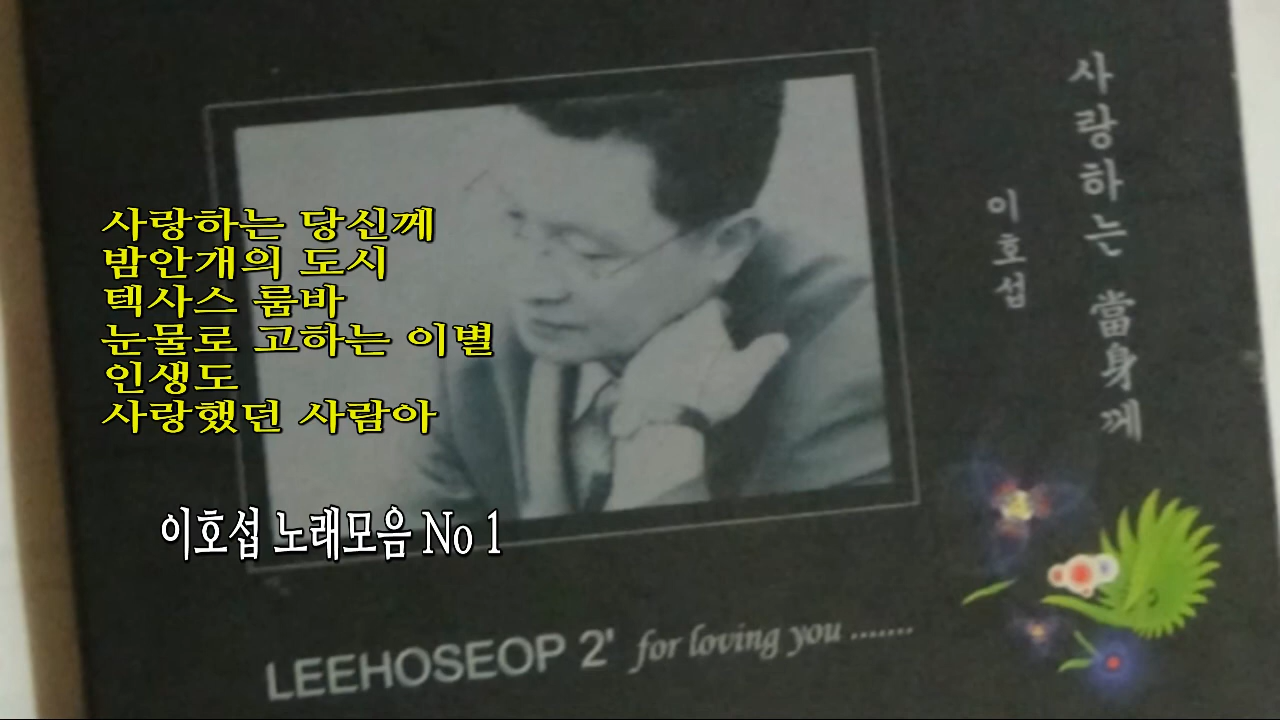 사랑하는 當身께
이호섭
사랑하는 당신께
밤안개의 도시
텍사스 룸바
눈물로 고하는 이별
인생도
사랑했던 사람아
이호섭 노래모음 No 1
LEEHOSEOP 2' for loving you .......